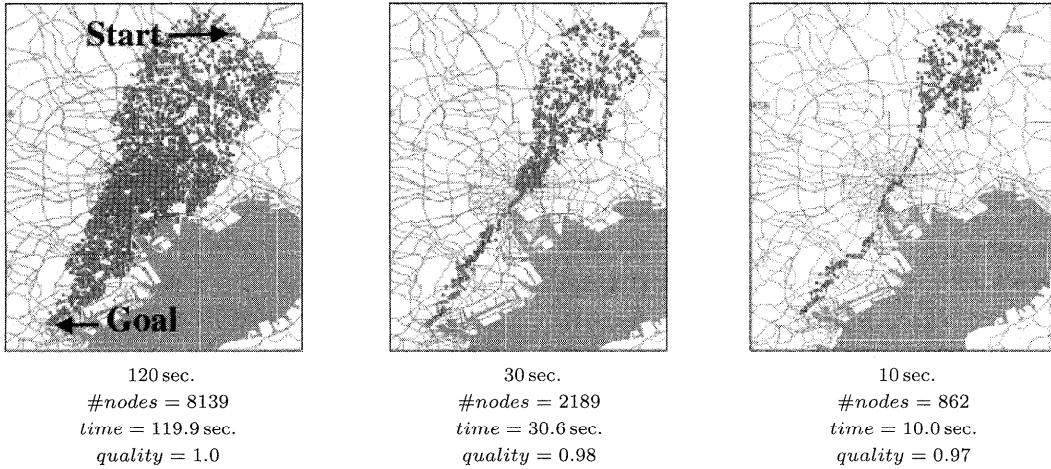 Start
Goal
120 sec.
#nodes = 8139
time = 119.9 sec.
quality = 1.0
30 sec.
#nodes = 2189
time = 30.6 sec.
quality = 0.98
10 sec.
#nodes = 862
time = 10.0 sec.
quality = 0.97